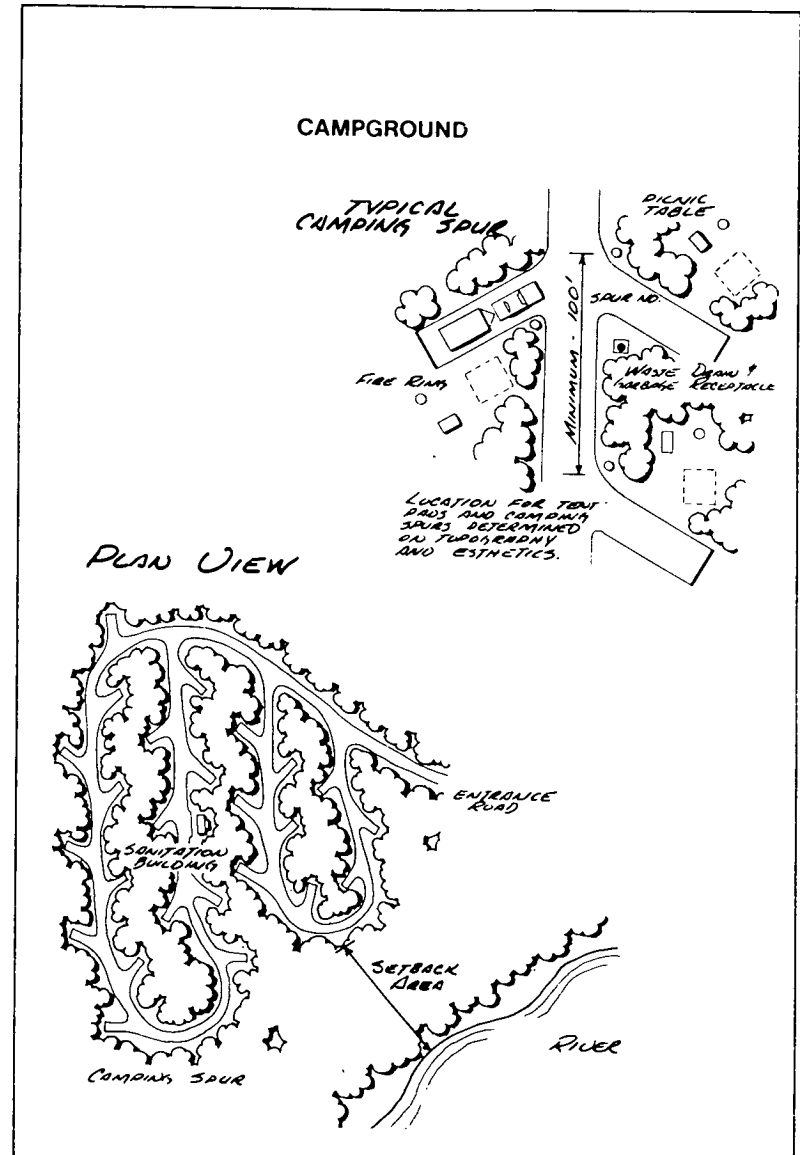 CAMPGROUND
TYPICAL
CAMPING SPUR
PICNIC
TABLE
SPUR NO.
MINIMUM - 100'
FIRE RING
WASTE DRAIN &
GARBAGE RECEPTACLE
LOCATION FOR TENT
PADS AND CAMPING
SPURS DETERMINED
ON TOPOGRAPHY
AND ESTHETICS.
PLAN VIEW
ENTRANCE
ROAD
SANITATION
BUILDING
SETBACK
AREA
RIVER
CAMPING SPUR